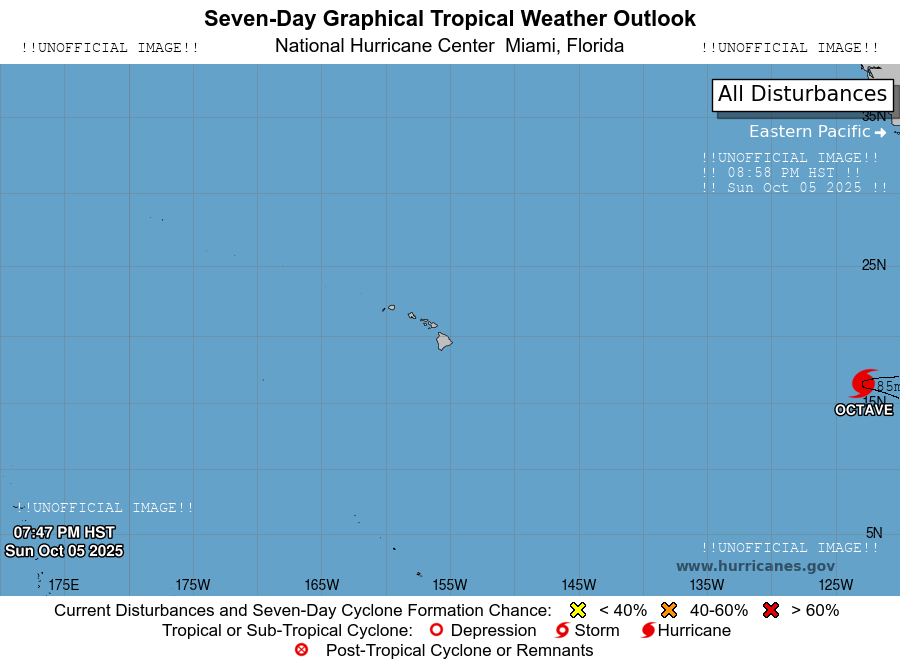 Seven-Day Graphical Tropical Weather Outlook
!!UNOFFICIAL IMAGE!!
National Hurricane Center Miami, Florida
!!UNOFFICIAL IMAGE!!
All Disturbances
35N
Eastern Pacific
!!UNOFFICIAL IMAGE!!
!! 08:58 PM HST !!
!! Sun Oct 05 2025 !!
25N
85m
15N
OCTAVE
!!UNOFFICIAL IMAGE!!
07:47 PM HST
Sun Oct 05 2025
5N
!!UNOFFICIAL IMAGE!!
www.hurricanes.gov
175E 175W 165W 155W 145W 135W 125W
Current Disturbances and Seven-Day Cyclone Formation Chance: < 40% 40-60% > 60%
Tropical or Sub-Tropical Cyclone: Depression Storm Hurricane
Post-Tropical Cyclone or Remnants